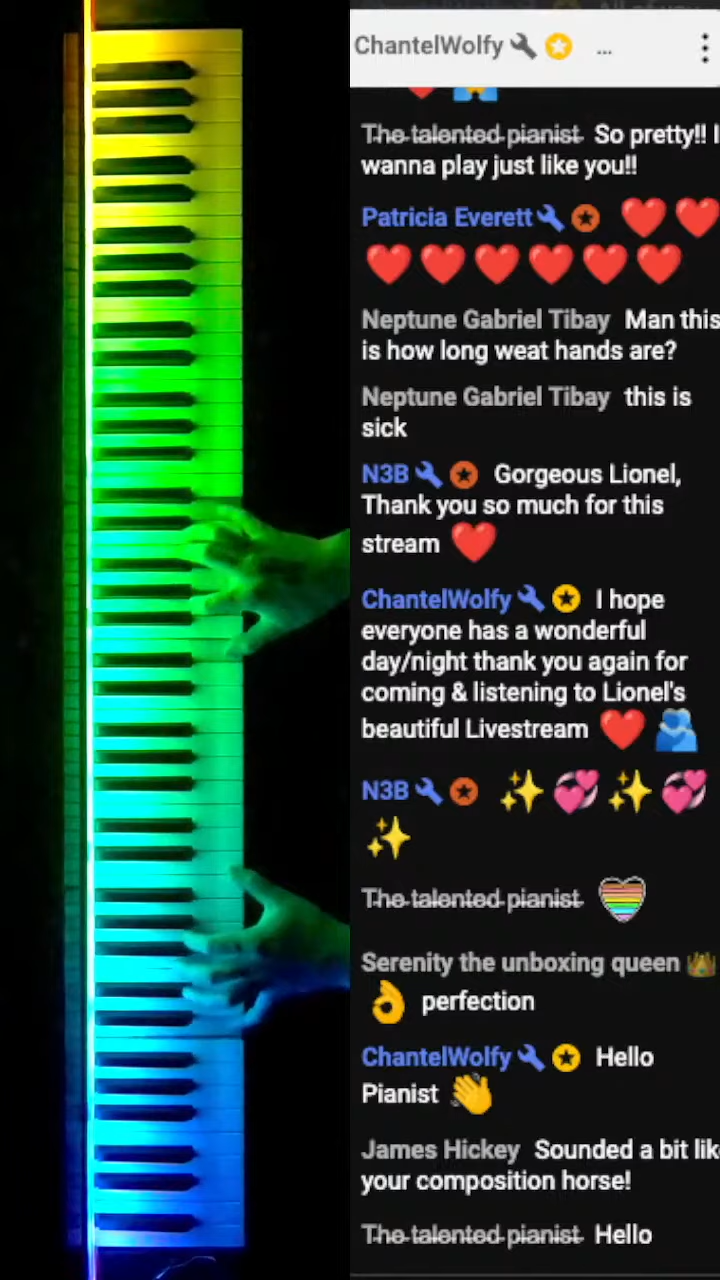 ChantelWolfy ...
The talented pianist So pretty!! I
wanna play just like you!!
Patricia Everett
Neptune Gabriel Tibay Man this
is how long weat hands are?
Neptune Gabriel Tibay this is
sick
N3B Gorgeous Lionel,
Thank you so much for this
stream
ChantelWolfy I hope
everyone has a wonderful
day/night thank you again for
coming & listening to Lionel's
beautiful Livestream
N3B
The talented pianist
Serenity the unboxing queen
perfection
ChantelWolfy Hello
Pianist
James Hickey Sounded a bit lik
your composition horse!
The talented pianist Hello